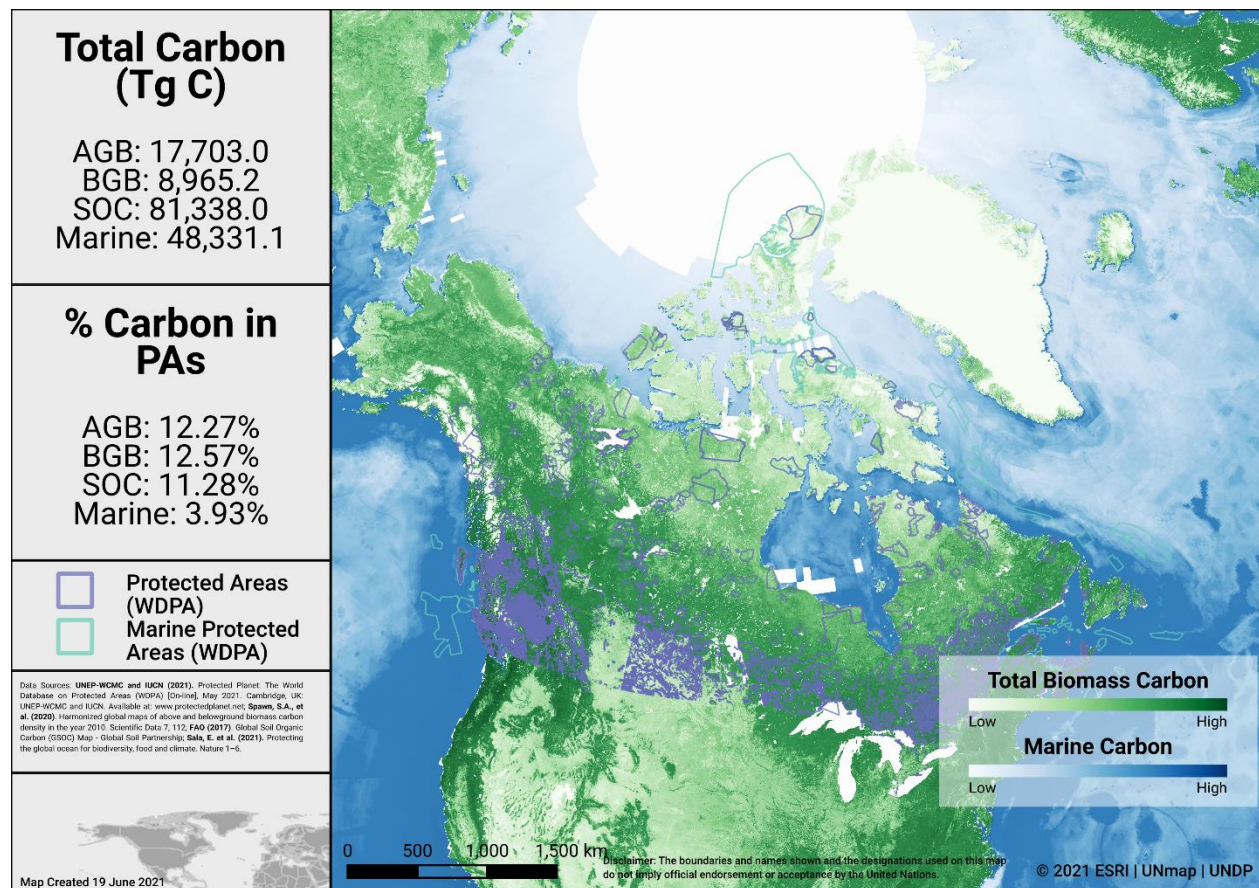 Total Carbon
(Tg C)
AGB: 17,703.0
BGB: 8,965.2
SOC: 81,338.0
Marine: 48,331.1
% Carbon in
PAs
AGB: 12.27%
BGB: 12.57%
SOC: 11.28%
Marine: 3.93%
Protected Areas
(WDPA)
Marine Protected
Areas (WDPA)
Data Sources: UNEP-WCMC and IUCN (2021). Protected Planet: The World
Database on Protected Areas (WDPA) [On-line], May 2021. Cambridge, UK:
UNEP-WCMC and IUCN. Available at: www.protectedplanet.net; Spawn, S.A., et
al. (2020). Harmonized global maps of above and belowground biomass carbon
density in the year 2010. Scientific Data 7, 112; FAO (2017). Global Soil Organic
Carbon (GSOC) Map - Global Soil Partnership; Sala, E. et al. (2021). Protecting
the global ocean for biodiversity, food and climate. Nature 1–6.
Map Created 19 June 2021
Total Biomass Carbon
Low High
Marine Carbon
Low High
0 500 1,000 1,500 km
Disclaimer: The boundaries and names shown and the designations used on this map
do not imply official endorsement or acceptance by the United Nations.
© 2021 ESRI | UNmap | UNDP